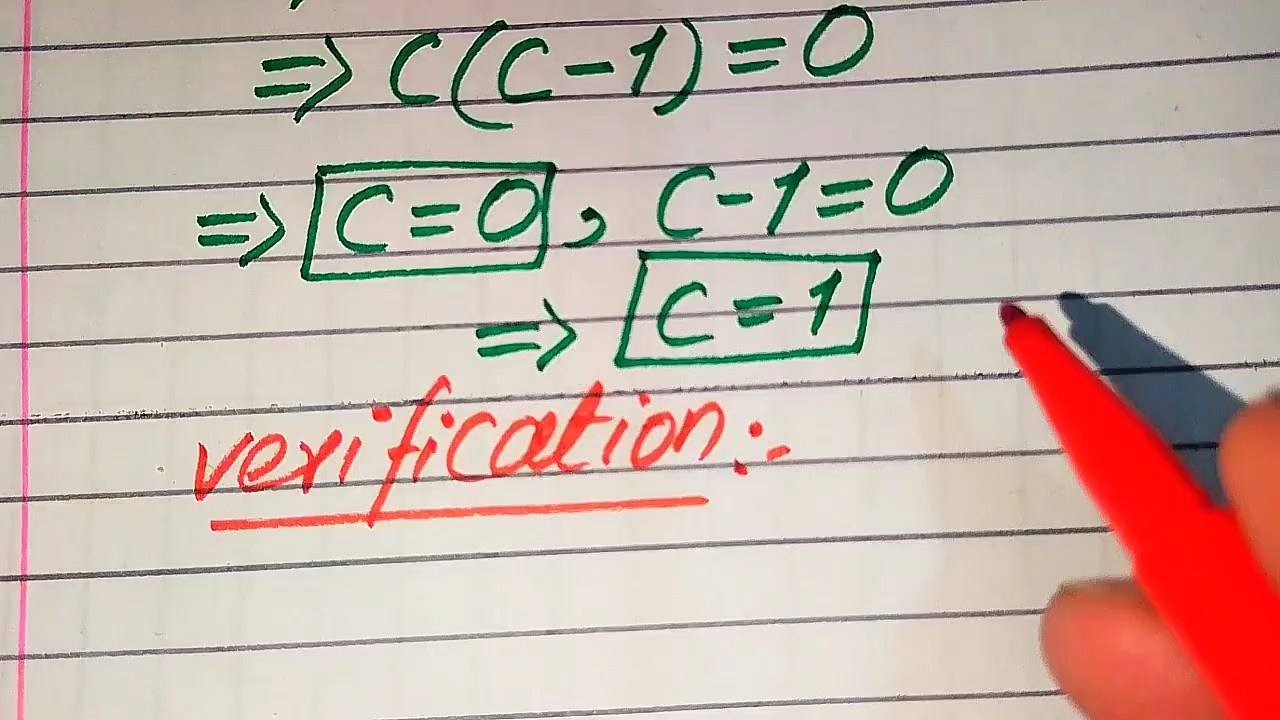 => C(C-1)=0
=> C=0, C-1=0
=> C=1
verification:-